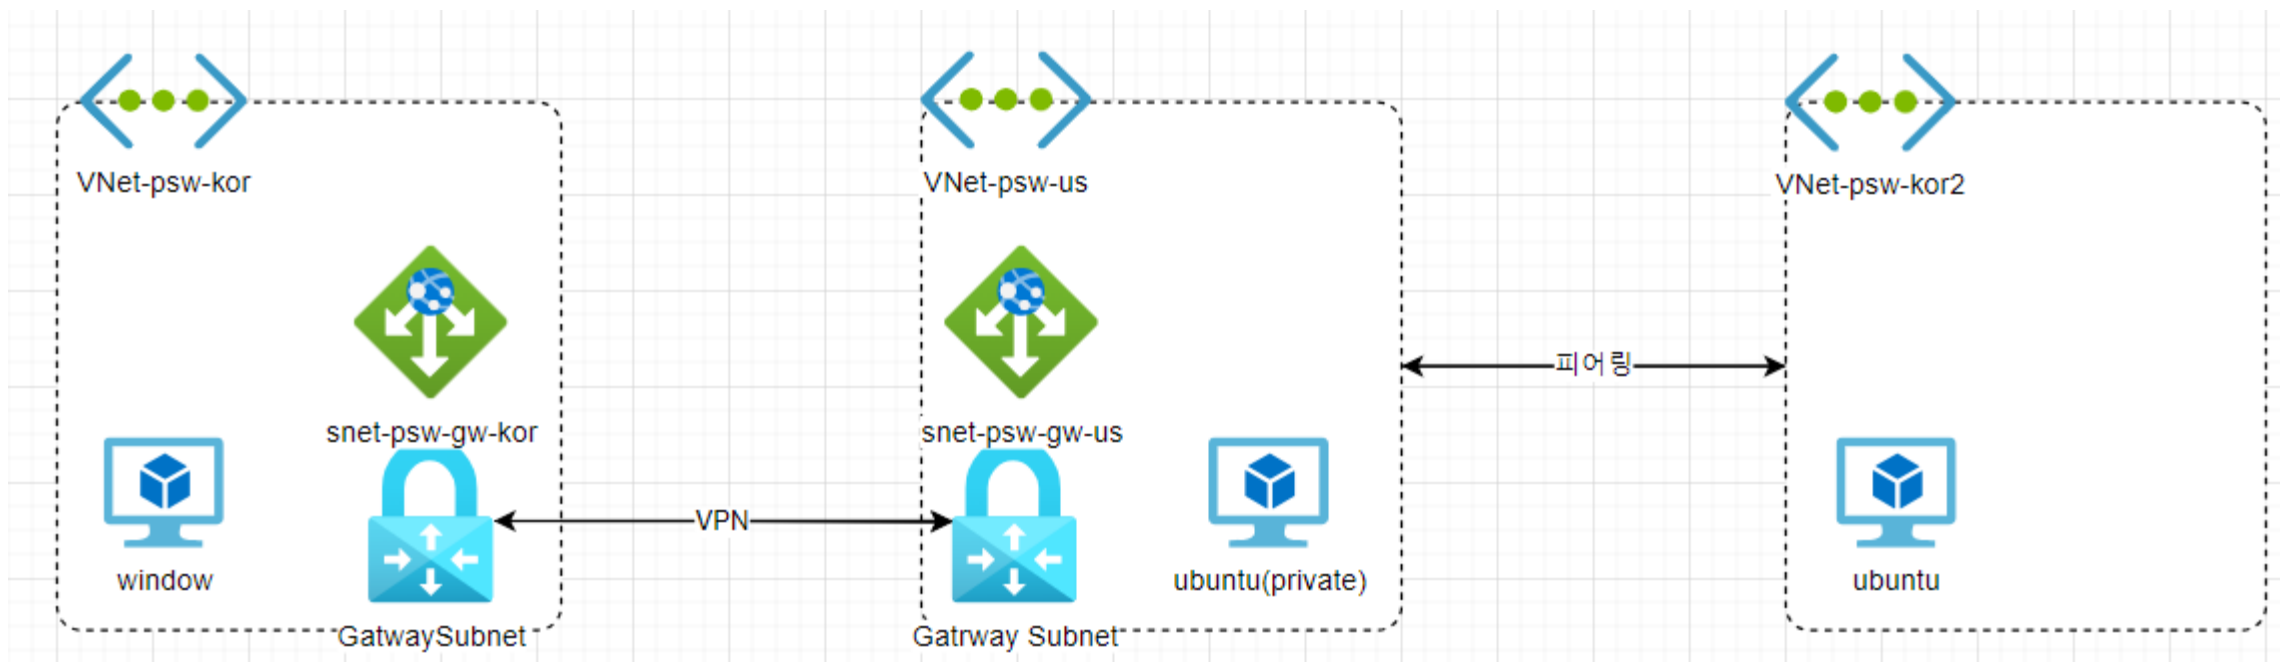 VNet-psw-kor
VNet-psw-us
VNet-psw-kor2
피어링
snet-psw-gw-kor
snet-psw-gw-us
VPN
window
ubuntu(private)
ubuntu
GatwaySubnet
Gatrway Subnet